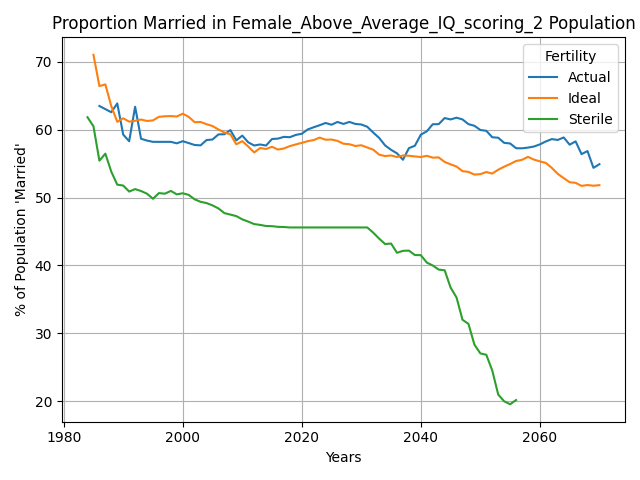 Proportion Married in Female_Above_Average_IQ_scoring_2 Population
% of Population 'Married'
70
60
50
40
30
20
1980
2000
2020
2040
2060
Years
Fertility
Actual
Ideal
Sterile